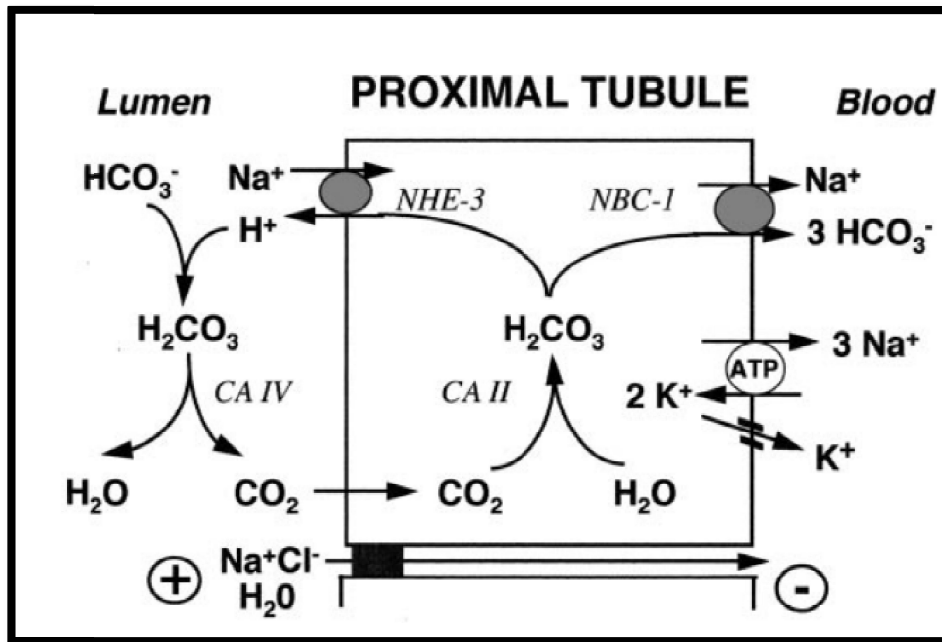 PROXIMAL TUBULE
Lumen
Blood
HCO₃⁻
Na⁺
H⁺
NHE-3
NBC-1
Na⁺
3 HCO₃⁻
H₂CO₃
H₂CO₃
3 Na⁺
ATP
2 K⁺
K⁺
CA IV
CA II
H₂O
CO₂
CO₂
H₂O
+
Na⁺Cl⁻
H₂0
-